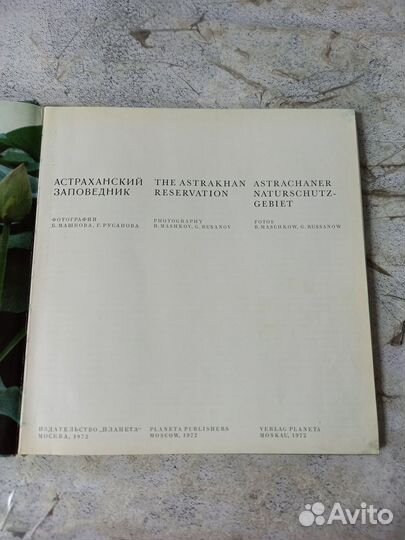 АСТРАХАНСКИЙ
ЗАПОВЕДНИК
ФОТОГРАФИИ
В. МАШКОВА, Г. РУСАНОВА
ИЗДАТЕЛЬСТВО „ПЛАНЕТА“
МОСКВА, 1972
THE ASTRAKHAN
RESERVATION
PHOTOGRAPHY
B. MASHKOV, G. RUSANOV
PLANETA PUBLISHERS
MOSCOW, 1972
ASTRACHANER
NATURSCHUTZ-
GEBIET
FOTOS
B. MASCHKOW, G. RUSSANOW
VERLAG PLANETA
MOSKAU, 1972
Avito